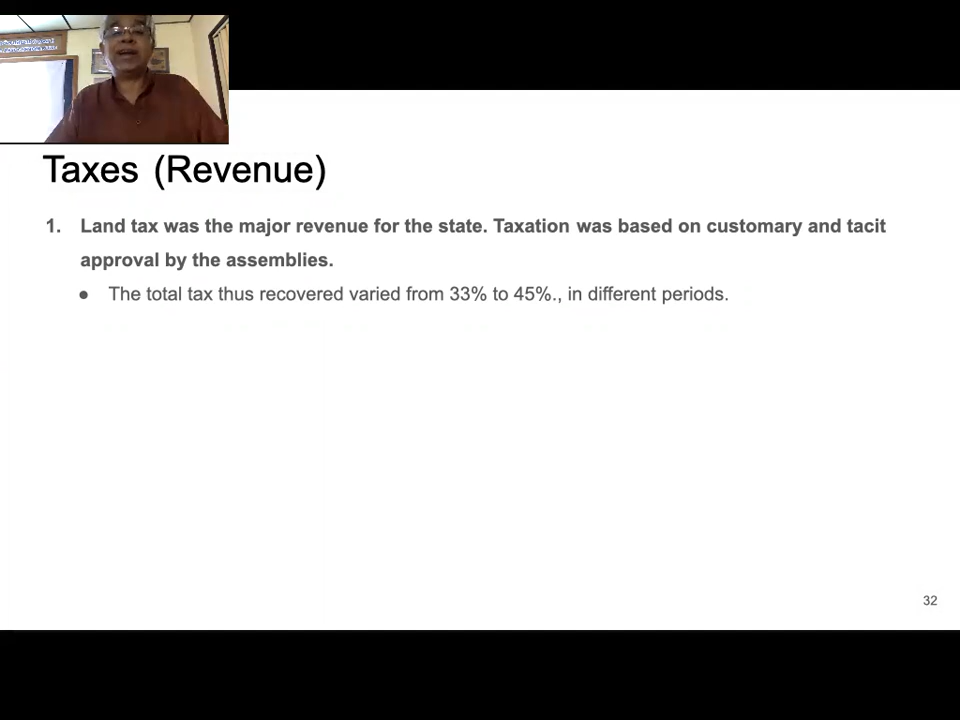 Taxes (Revenue)
1. Land tax was the major revenue for the state. Taxation was based on customary and tacit
approval by the assemblies.
● The total tax thus recovered varied from 33% to 45%., in different periods.
32